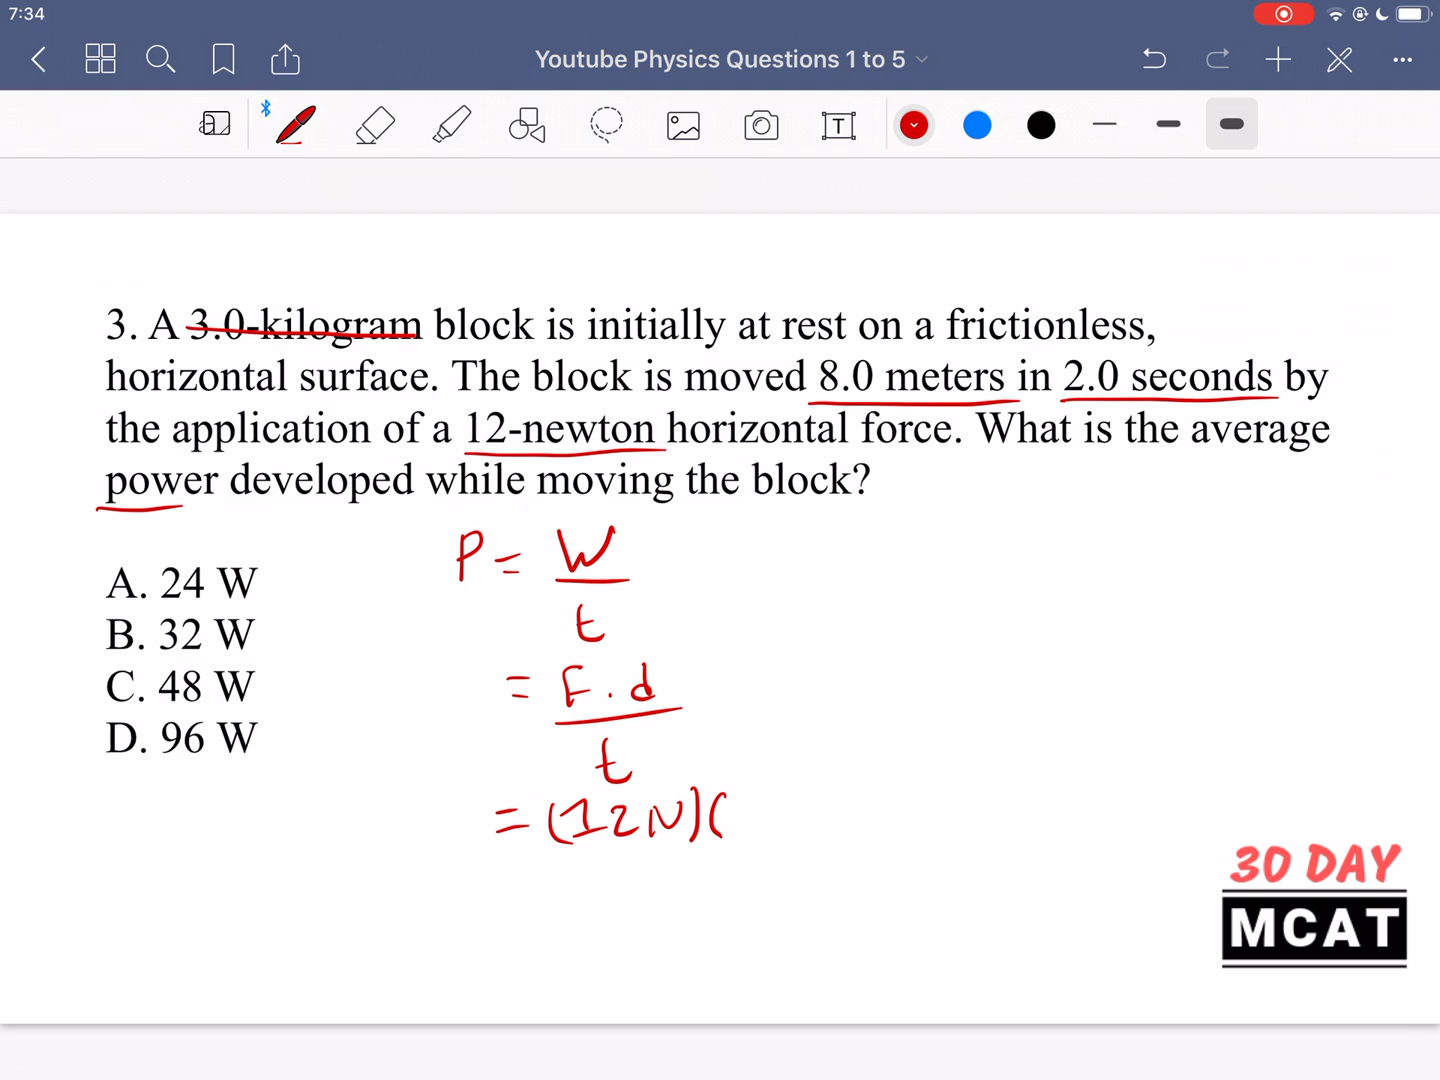 7:34
Youtube Physics Questions 1 to 5
T
3. A 3.0-kilogram block is initially at rest on a frictionless,
horizontal surface. The block is moved 8.0 meters in 2.0 seconds by
the application of a 12-newton horizontal force. What is the average
power developed while moving the block?
A. 24 W
B. 32 W
C. 48 W
D. 96 W
P = W
t
= F . d
t
= (12N)(
30 DAY
MCAT